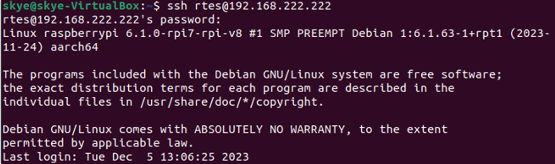 skye@skye-VirtualBox:~$ ssh rtes@192.168.222.222
rtes@192.168.222.222's password:
Linux raspberrypi 6.1.0-rpi7-rpi-v8 #1 SMP PREEMPT Debian 1:6.1.63-1+rpt1 (2023-
11-24) aarch64

The programs included with the Debian GNU/Linux system are free software;
the exact distribution terms for each program are described in the
individual files in /usr/share/doc/*/copyright.

Debian GNU/Linux comes with ABSOLUTELY NO WARRANTY, to the extent
permitted by applicable law.
Last login: Tue Dec  5 13:06:25 2023